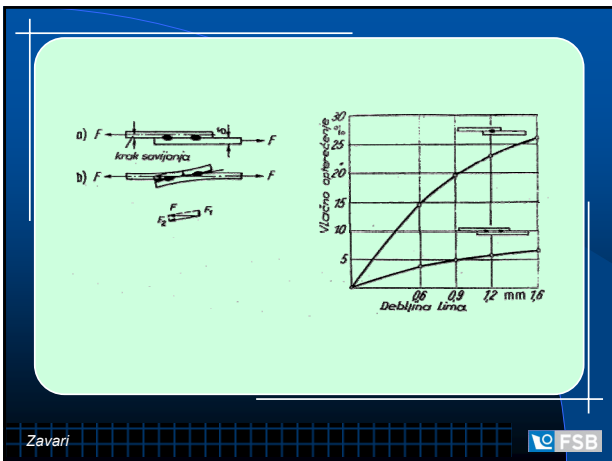 a) F F
krak savijanja
b) F F
F
F₂ F₁
Vlačno opterećenje
%
30
25
20
15
10
5
0
0,6 0,9 1,2 mm 1,6
Debljina lima
Zavari
FSB